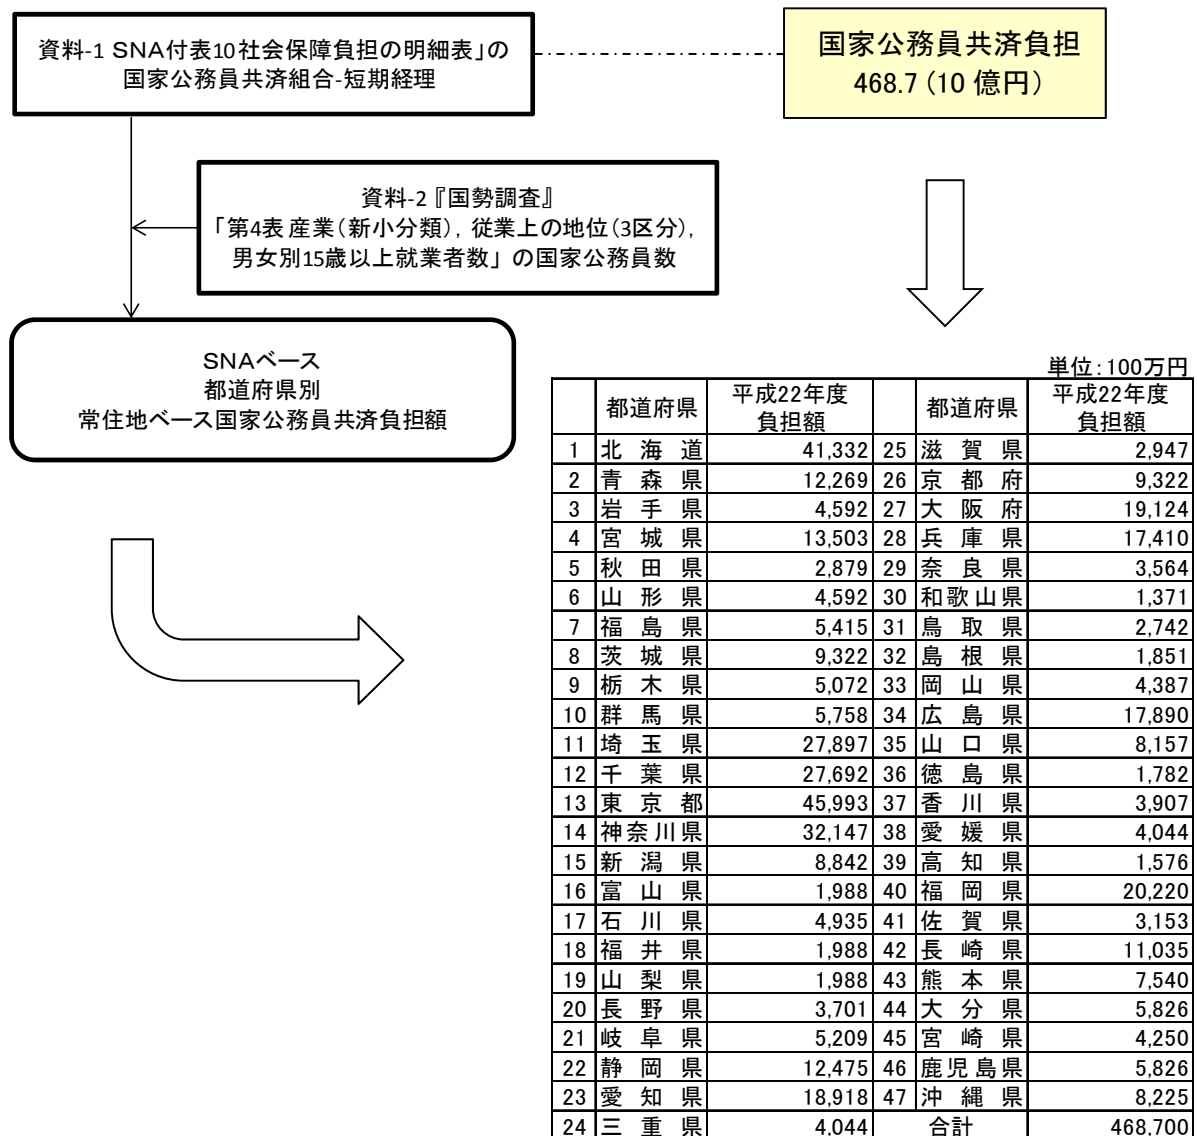 資料-1 SNA付表10社会保障負担の明細表」の
国家公務員共済組合-短期経理
国家公務員共済負担
468.7 (10 億円)
資料-2『国勢調査』
「第4表 産業(新小分類), 従業上の地位(3区分),
男女別15歳以上就業者数」の国家公務員数
SNAベース
都道府県別
常住地ベース国家公務員共済負担額
単位:100万円
都道府県 平成22年度 負担額 都道府県 平成22年度 負担額
1 北海道 41,332 25 滋賀県 2,947
2 青森県 12,269 26 京都府 9,322
3 岩手県 4,592 27 大阪府 19,124
4 宮城県 13,503 28 兵庫県 17,410
5 秋田県 2,879 29 奈良県 3,564
6 山形県 4,592 30 和歌山県 1,371
7 福島県 5,415 31 鳥取県 2,742
8 茨城県 9,322 32 島根県 1,851
9 栃木県 5,072 33 岡山県 4,387
10 群馬県 5,758 34 広島県 17,890
11 埼玉県 27,897 35 山口県 8,157
12 千葉県 27,692 36 徳島県 1,782
13 東京都 45,993 37 香川県 3,907
14 神奈川県 32,147 38 愛媛県 4,044
15 新潟県 8,842 39 高知県 1,576
16 富山県 1,988 40 福岡県 20,220
17 石川県 4,935 41 佐賀県 3,153
18 福井県 1,988 42 長崎県 11,035
19 山梨県 1,988 43 熊本県 7,540
20 長野県 3,701 44 大分県 5,826
21 岐阜県 5,209 45 宮崎県 4,250
22 静岡県 12,475 46 鹿児島県 5,826
23 愛知県 18,918 47 沖縄県 8,225
24 三重県 4,044 合計 468,700